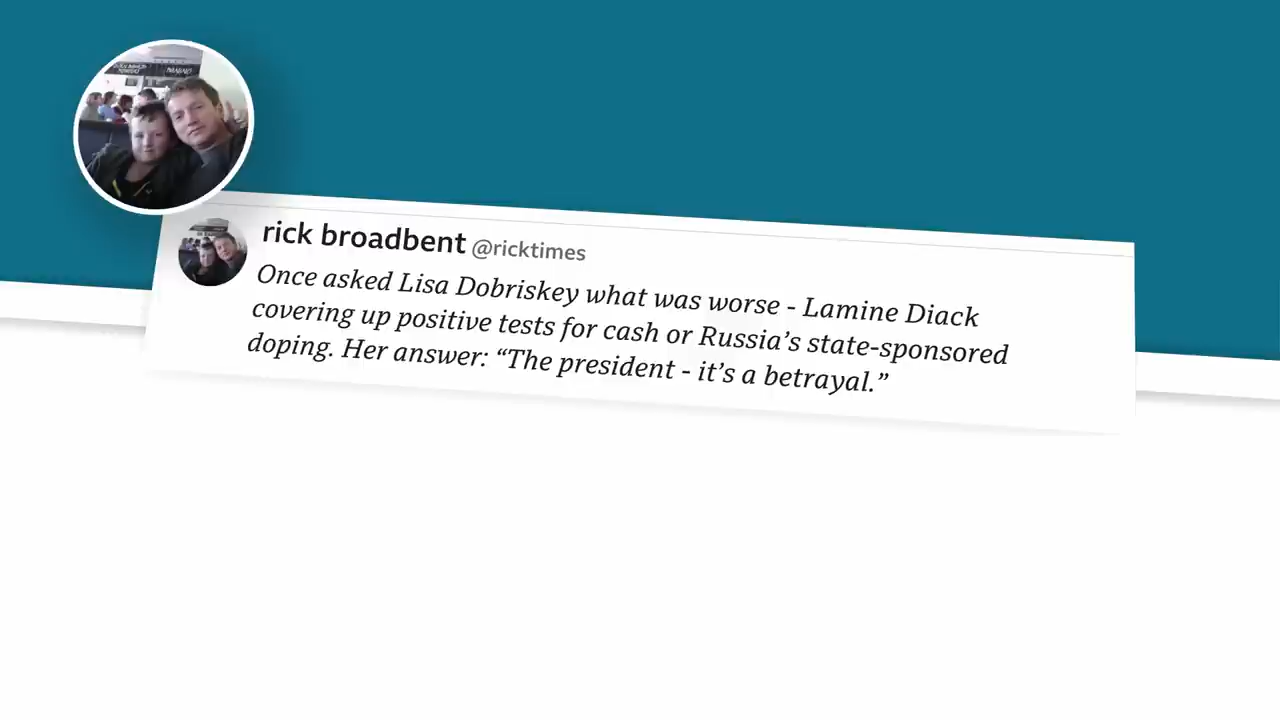 rick broadbent @ricktimes
Once asked Lisa Dobriskey what was worse - Lamine Diack
covering up positive tests for cash or Russia’s state-sponsored
doping. Her answer: “The president - it’s a betrayal.”